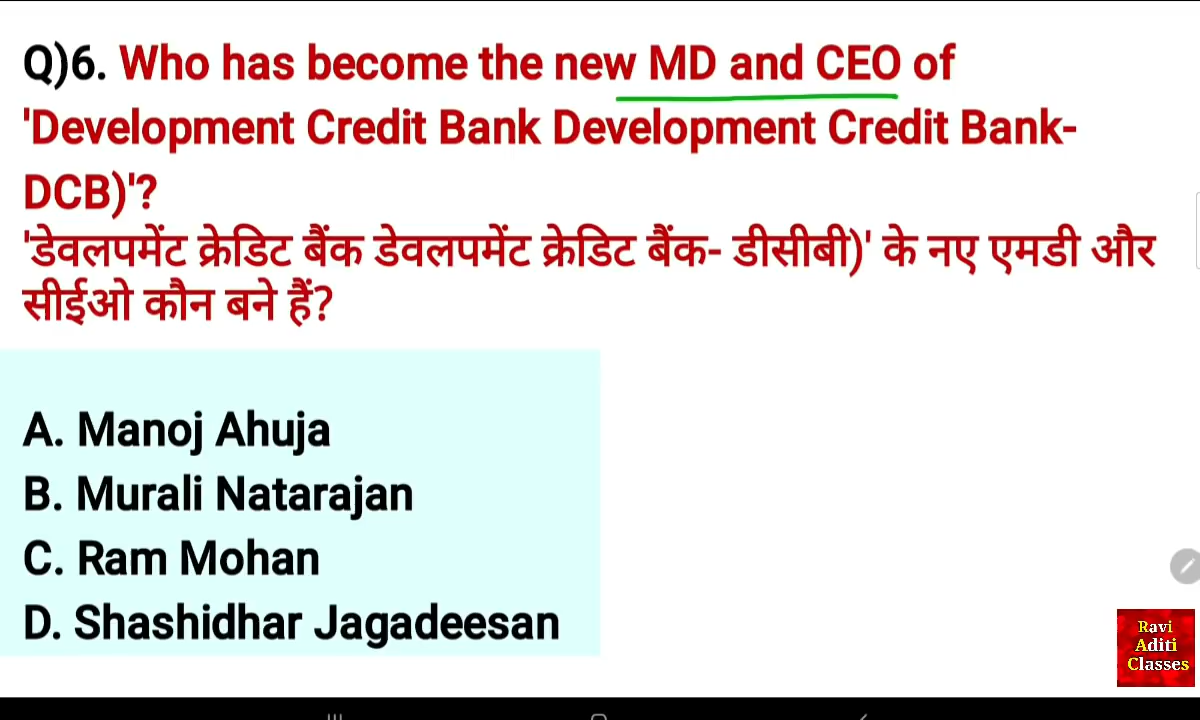 Q)6. Who has become the new MD and CEO of
'Development Credit Bank Development Credit Bank-
DCB)'?
'डेवलपमेंट क्रेडिट बैंक डेवलपमेंट क्रेडिट बैंक- डीसीबी)' के नए एमडी और
सीईओ कौन बने हैं?
A. Manoj Ahuja
B. Murali Natarajan
C. Ram Mohan
D. Shashidhar Jagadeesan
Ravi
Aditi
Classes